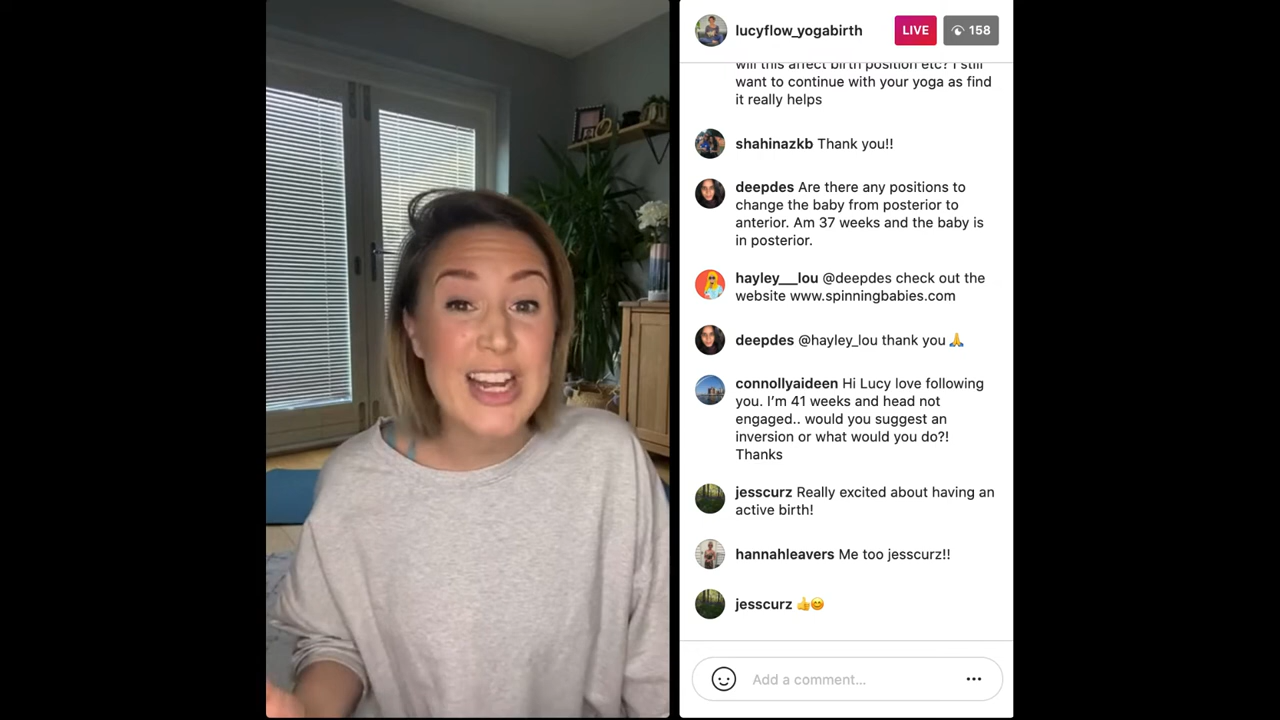 lucyflow_yogabirth
LIVE
158
will this affect birth position etc? I still
want to continue with your yoga as find
it really helps
shahinazkb Thank you!!
deepdes Are there any positions to
change the baby from posterior to
anterior. Am 37 weeks and the baby is
in posterior.
hayley___lou @deepdes check out the
website www.spinningbabies.com
deepdes @hayley_lou thank you 🙏
connollyaideen Hi Lucy love following
you. I’m 41 weeks and head not
engaged.. would you suggest an
inversion or what would you do?!
Thanks
jesscurz Really excited about having an
active birth!
hannahleavers Me too jesscurz!!
jesscurz 👍😊
Add a comment...